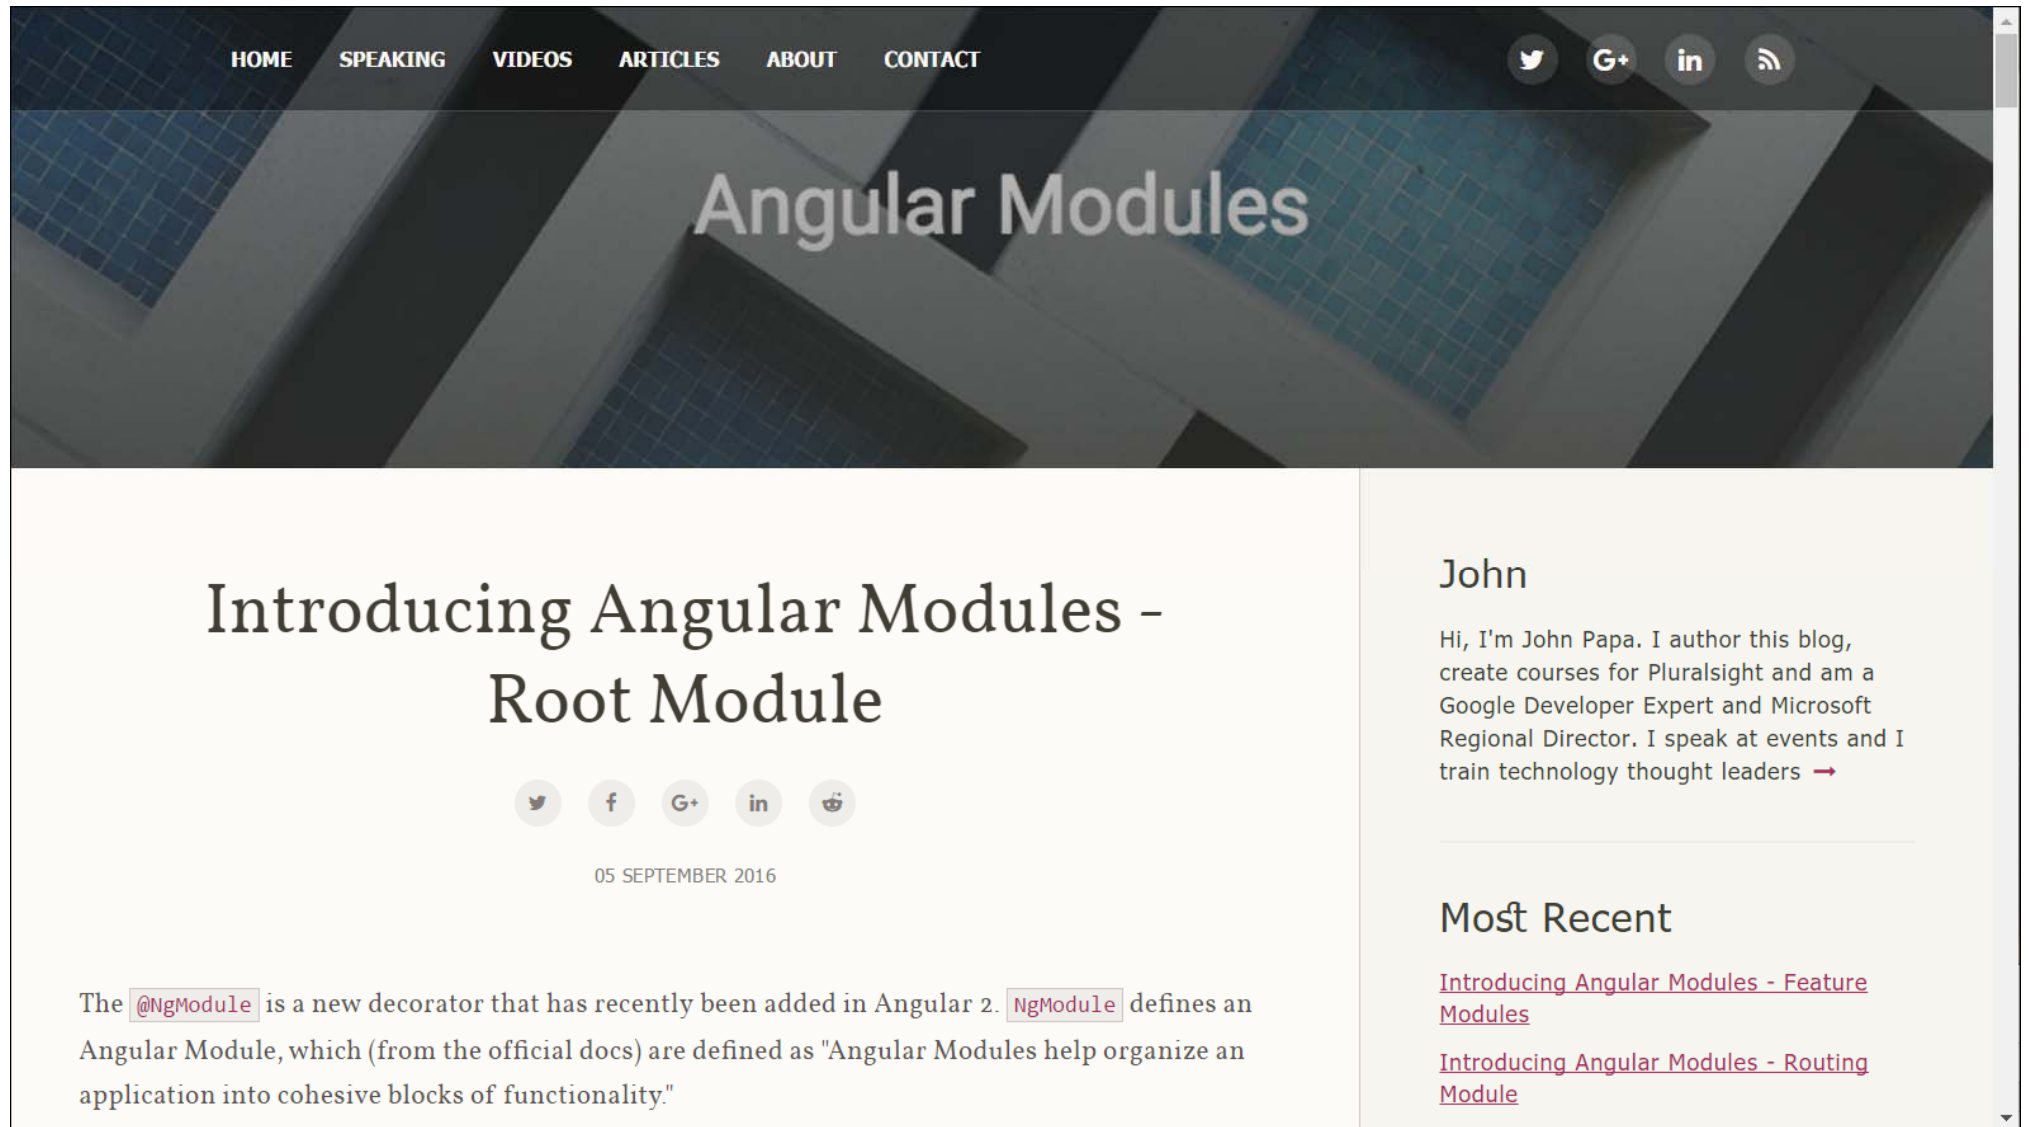 HOME SPEAKING VIDEOS ARTICLES ABOUT CONTACT
Angular Modules
Introducing Angular Modules -
Root Module
05 SEPTEMBER 2016
The @NgModule is a new decorator that has recently been added in Angular 2. NgModule defines an
Angular Module, which (from the official docs) are defined as "Angular Modules help organize an
application into cohesive blocks of functionality."
John
Hi, I'm John Papa. I author this blog,
create courses for Pluralsight and am a
Google Developer Expert and Microsoft
Regional Director. I speak at events and I
train technology thought leaders →
Most Recent
Introducing Angular Modules - Feature
Modules
Introducing Angular Modules - Routing
Module